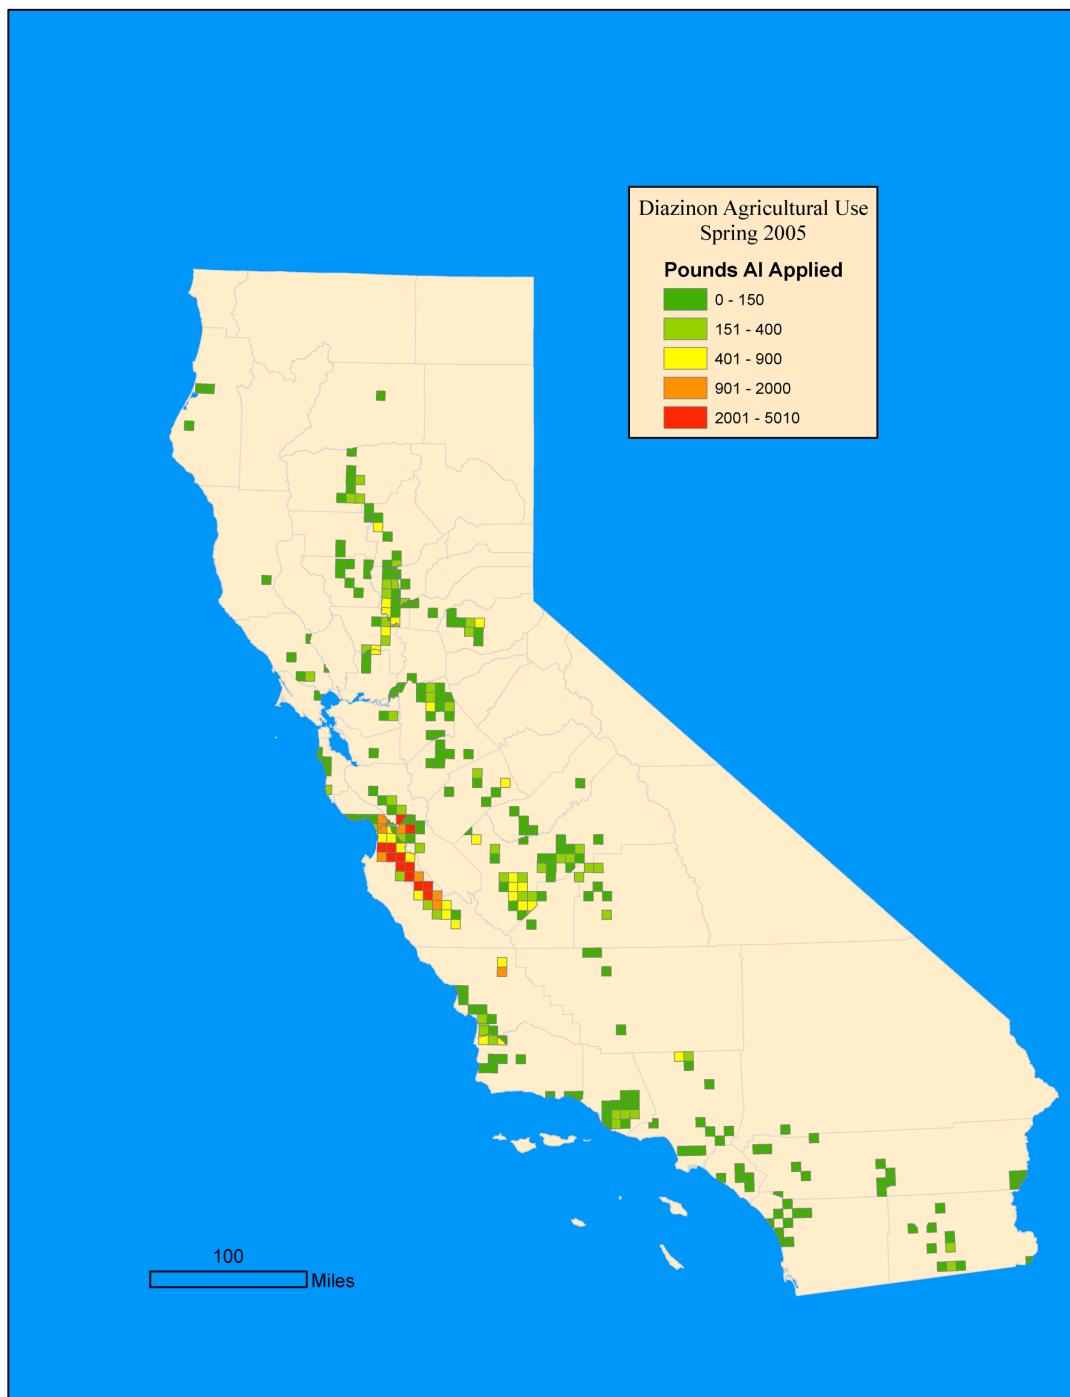 Diazinon Agricultural Use
Spring 2005
Pounds AI Applied
0 - 150
151 - 400
401 - 900
901 - 2000
2001 - 5010
100
Miles